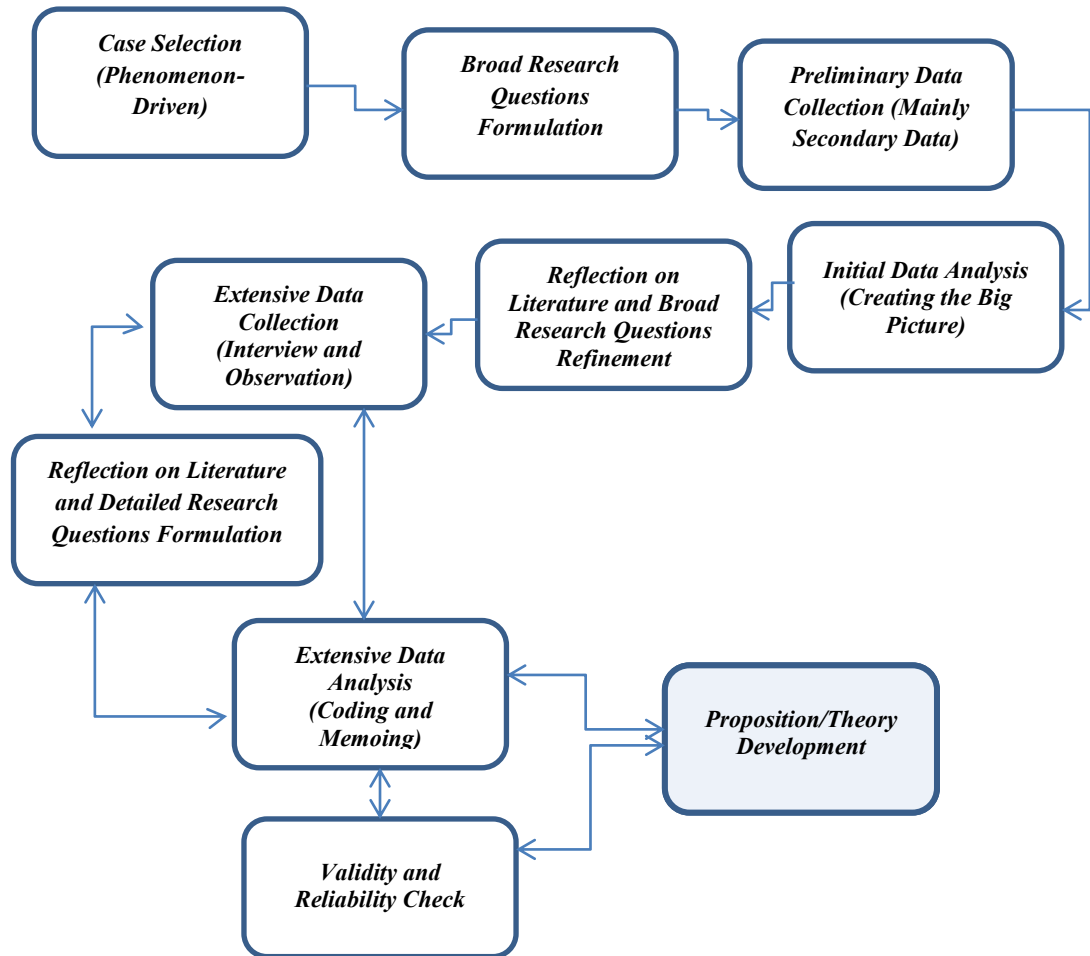 Case Selection
(Phenomenon-
Driven)
Broad Research
Questions
Formulation
Preliminary Data
Collection (Mainly
Secondary Data)
Initial Data Analysis
(Creating the Big
Picture)
Reflection on
Literature and Broad
Research Questions
Refinement
Extensive Data
Collection
(Interview and
Observation)
Reflection on Literature
and Detailed Research
Questions Formulation
Extensive Data
Analysis
(Coding and
Memoing)
Proposition/Theory
Development
Validity and
Reliability Check